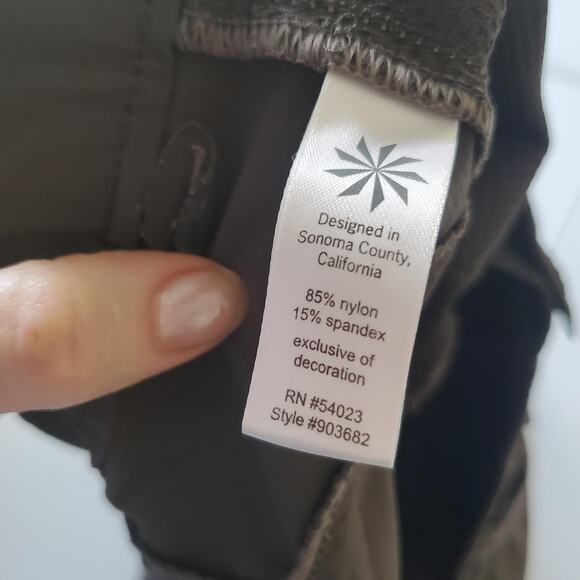 Designed in
Sonoma County,
California
85% nylon
15% spandex
exclusive of
decoration
RN #54023
Style #903682